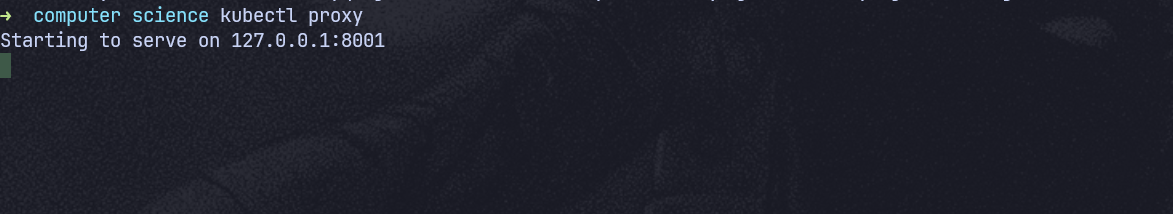 → computer science kubectl proxy
Starting to serve on 127.0.0.1:8001